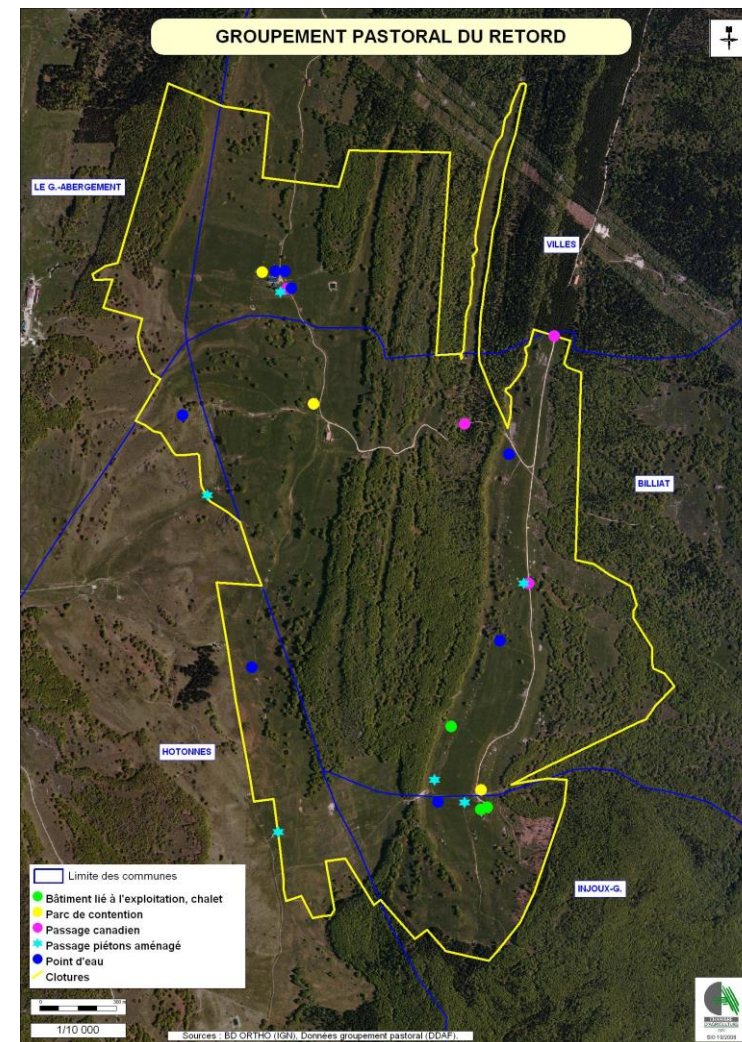 GROUPEMENT PASTORAL DU RETORD
LE G.-ABERGEMENT
VILLES
BILLIAT
HOTONNES
INJOUX-G.
Limite des communes
Bâtiment lié à l'exploitation, chalet
Parc de contention
Passage canadien
Passage piétons aménagé
Point d'eau
Clotures
0
1/10 000
Sources : BD ORTHO (IGN), Données groupement pastoral (DDAF).
D'AGRICULTURE